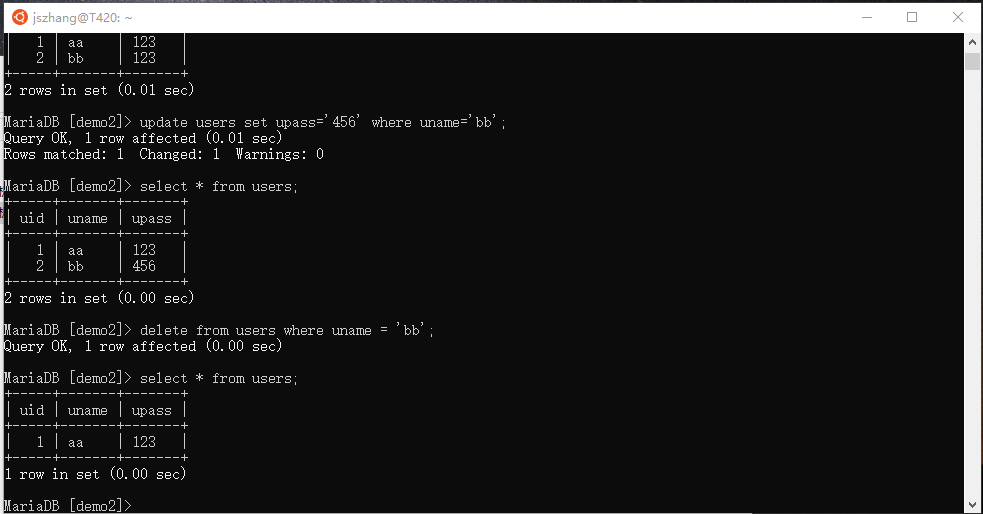 jszhang@T420: ~
|   1 | aa    | 123   |
|   2 | bb    | 123   |
+-----+-------+-------+
2 rows in set (0.01 sec)
MariaDB [demo2]> update users set upass='456' where uname='bb';
Query OK, 1 row affected (0.01 sec)
Rows matched: 1  Changed: 1  Warnings: 0
MariaDB [demo2]> select * from users;
+-----+-------+-------+
| uid | uname | upass |
+-----+-------+-------+
|   1 | aa    | 123   |
|   2 | bb    | 456   |
+-----+-------+-------+
2 rows in set (0.00 sec)
MariaDB [demo2]> delete from users where uname = 'bb';
Query OK, 1 row affected (0.00 sec)
MariaDB [demo2]> select * from users;
+-----+-------+-------+
| uid | uname | upass |
+-----+-------+-------+
|   1 | aa    | 123   |
+-----+-------+-------+
1 row in set (0.00 sec)
MariaDB [demo2]>